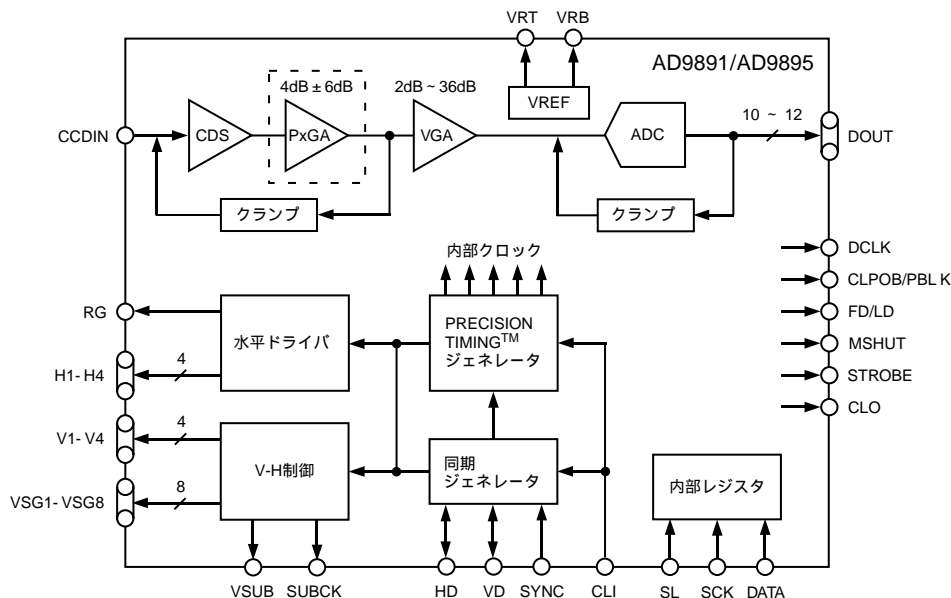 VRT VRB
AD9891/AD9895
4dB ± 6dB
2dB ~ 36dB
VREF
CCDIN
CDS
PxGA
VGA
ADC
10 ~ 12
DOUT
クランプ
クランプ
内部クロック
DCLK
CLPOB/PBLK
FD/LD
MSHUT
STROBE
CLO
RG
H1- H4
4
水平ドライバ
PRECISION
TIMING™
ジェネレータ
V1- V4
4
VSG1- VSG8
8
V-H制御
同期
ジェネレータ
内部レジスタ
VSUB SUBCK HD VD SYNC CLI SL SCK DATA